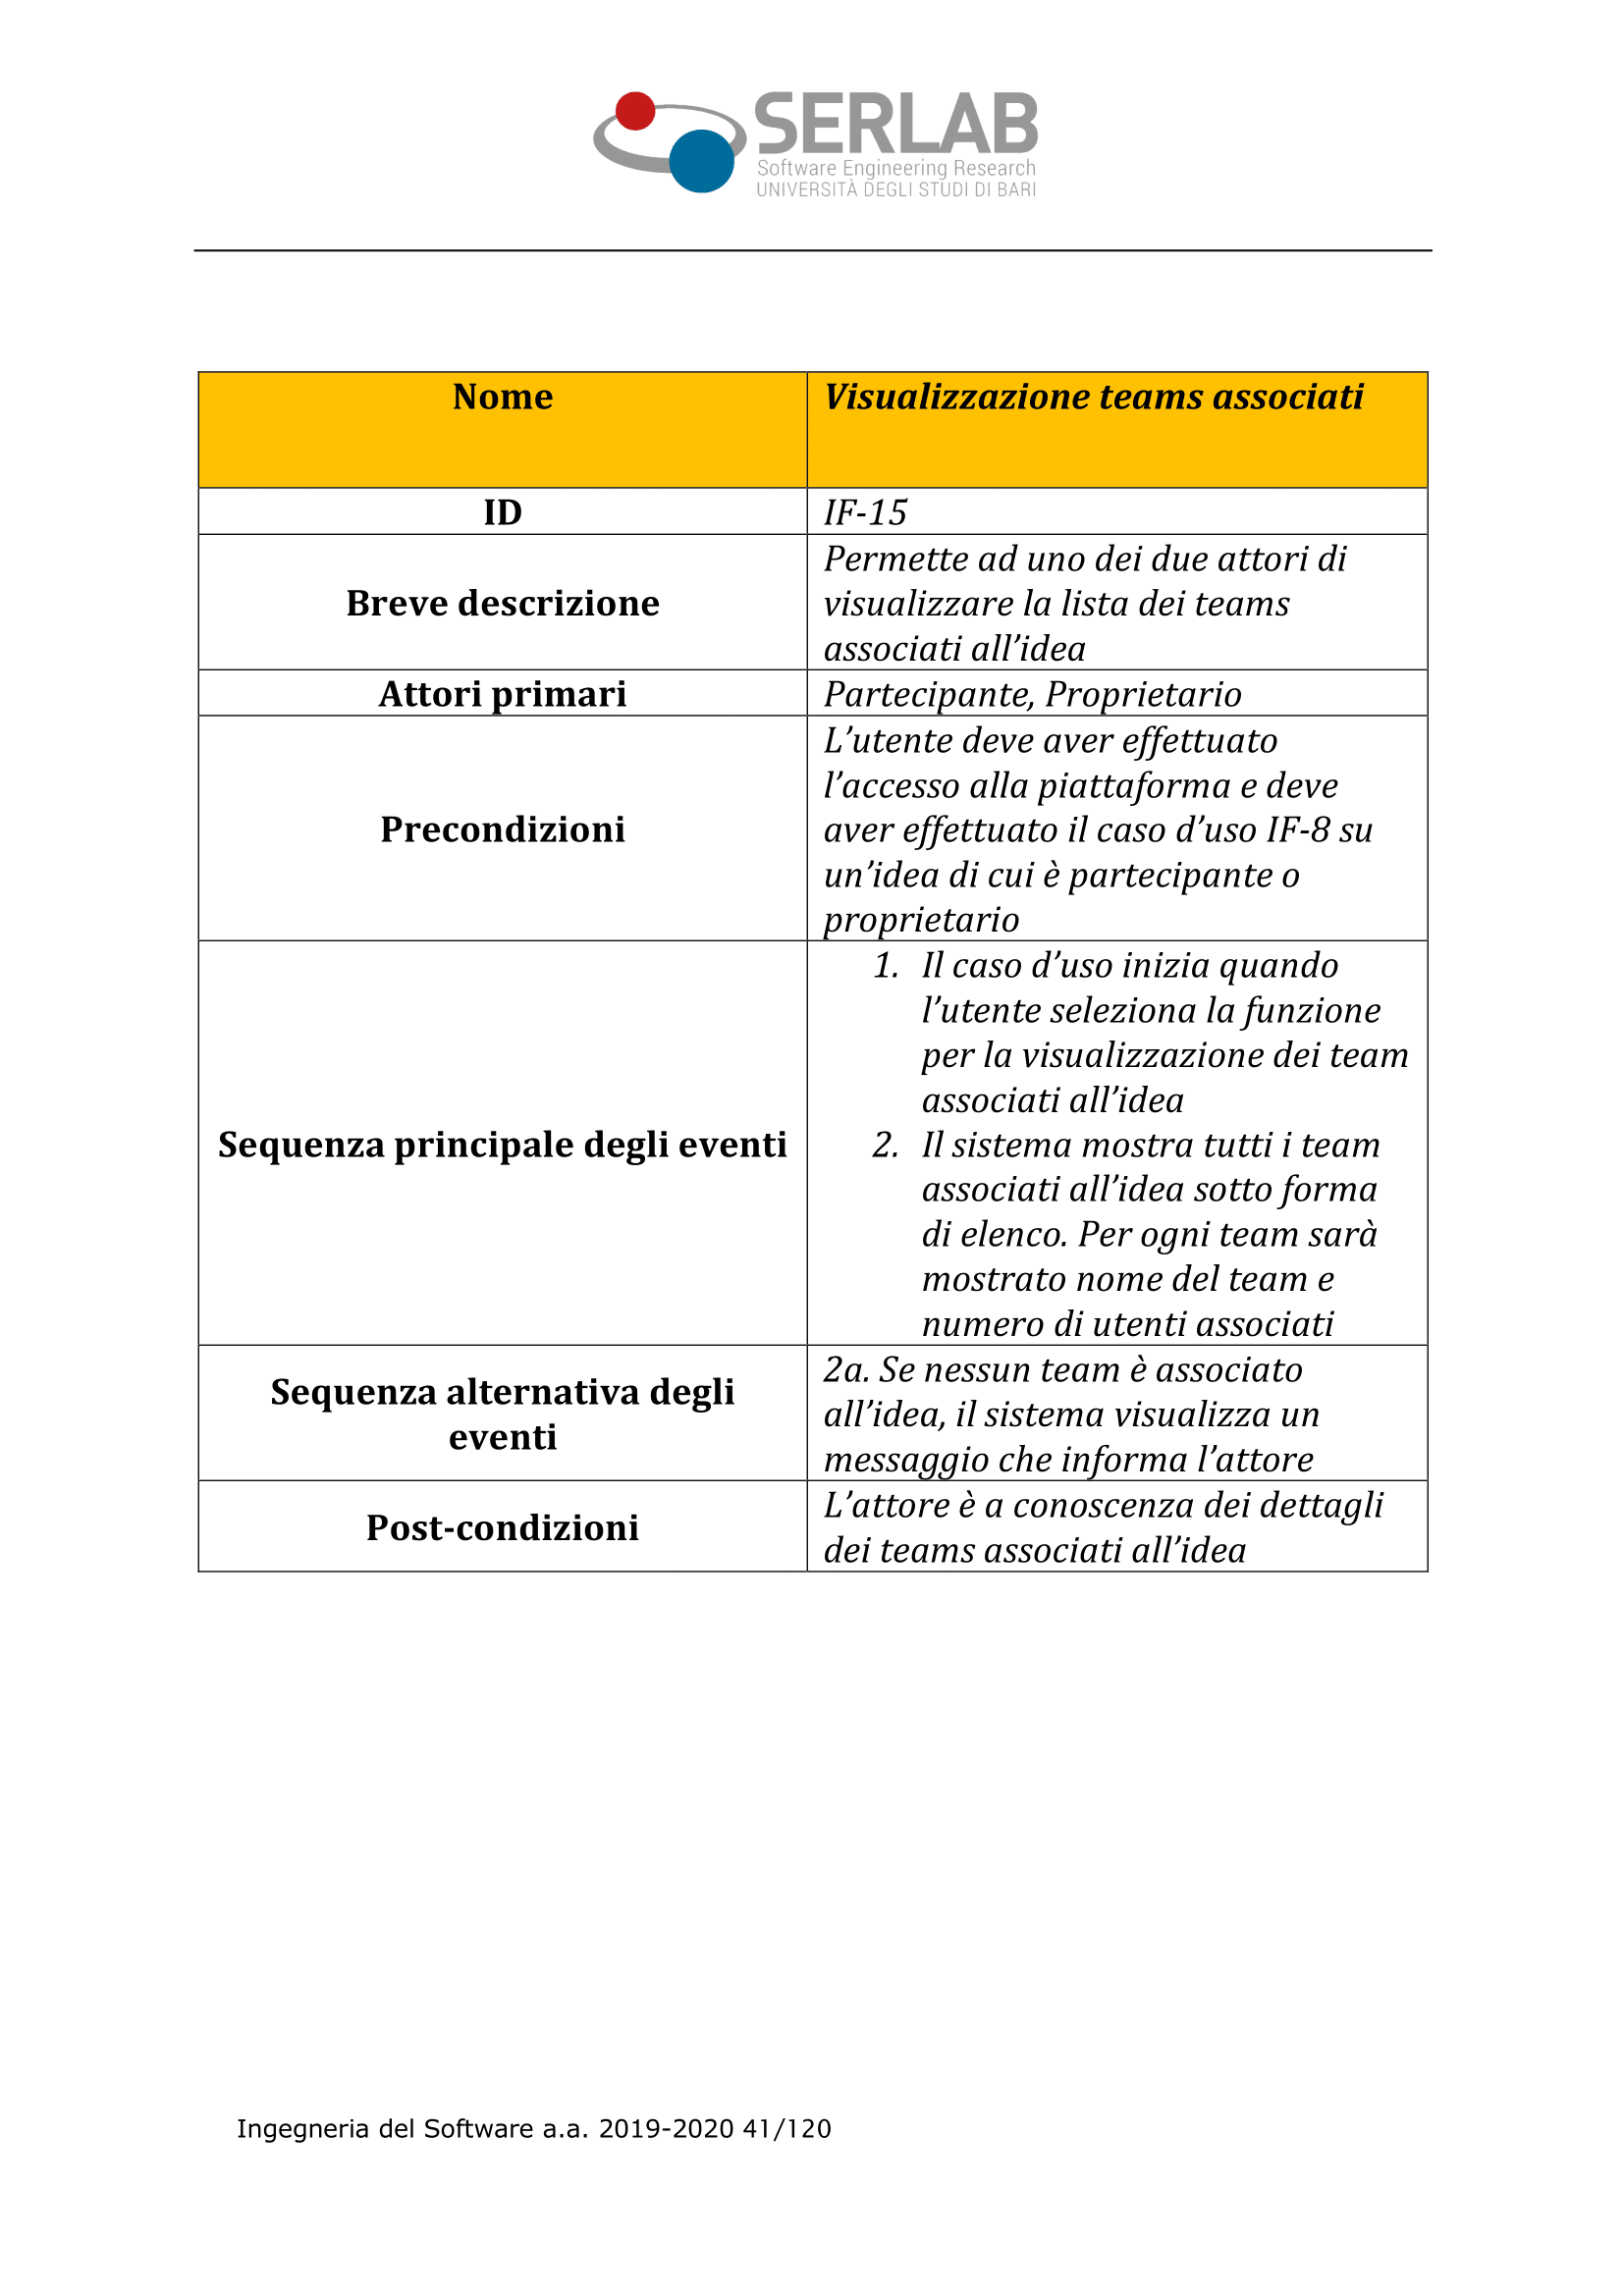 SERLAB
Software Engineering Research
UNIVERSITÀ DEGLI STUDI DI BARI
Nome
Visualizzazione teams associati
ID
IF-15
Breve descrizione
Permette ad uno dei due attori di
visualizzare la lista dei teams
associati all’idea
Attori primari
Partecipante, Proprietario
Precondizioni
L’utente deve aver effettuato
l’accesso alla piattaforma e deve
aver effettuato il caso d’uso IF-8 su
un’idea di cui è partecipante o
proprietario
Sequenza principale degli eventi
1. Il caso d’uso inizia quando
l’utente seleziona la funzione
per la visualizzazione dei team
associati all’idea
2. Il sistema mostra tutti i team
associati all’idea sotto forma
di elenco. Per ogni team sarà
mostrato nome del team e
numero di utenti associati
Sequenza alternativa degli
eventi
2a. Se nessun team è associato
all’idea, il sistema visualizza un
messaggio che informa l’attore
Post-condizioni
L’attore è a conoscenza dei dettagli
dei teams associati all’idea
Ingegneria del Software a.a. 2019-2020 41/120